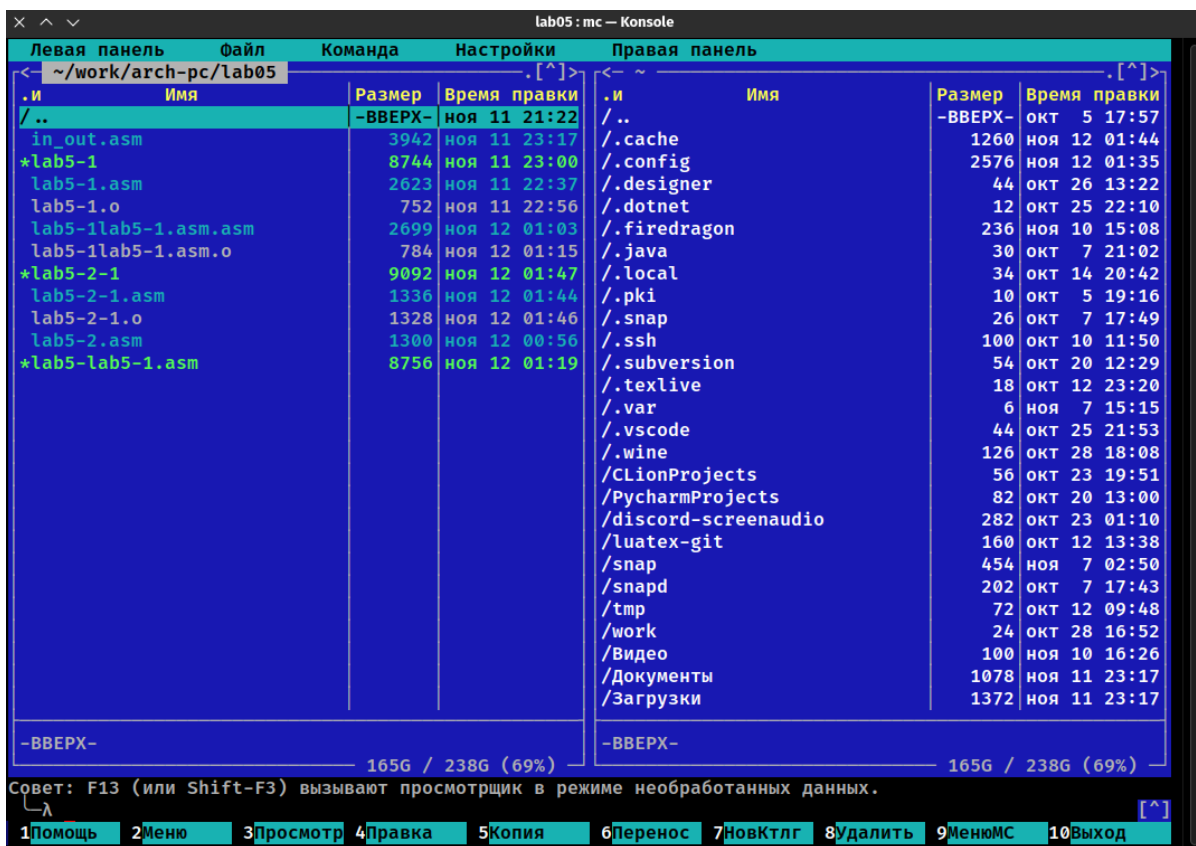 lab05 : mc — Konsole
Левая панель Файл Команда Настройки Правая панель
~/work/arch-pc/lab05 .[^]>
.и Имя Размер Время правки
/.. -ВВЕРХ- ноя 11 21:22
in_out.asm 3942 ноя 11 23:17
*lab5-1 8744 ноя 11 23:00
lab5-1.asm 2623 ноя 11 22:37
lab5-1.o 752 ноя 11 22:56
lab5-1lab5-1.asm.asm 2699 ноя 12 01:03
lab5-1lab5-1.asm.o 784 ноя 12 01:15
*lab5-2-1 9092 ноя 12 01:47
lab5-2-1.asm 1336 ноя 12 01:44
lab5-2-1.o 1328 ноя 12 01:46
lab5-2.asm 1300 ноя 12 00:56
*lab5-lab5-1.asm 8756 ноя 12 01:19
-ВВЕРХ-
165G / 238G (69%)
<— ~ .[^]>
.и Имя Размер Время правки
/.. -ВВЕРХ- окт 5 17:57
/.cache 1260 ноя 12 01:44
/.config 2576 ноя 12 01:35
/.designer 44 окт 26 13:22
/.dotnet 12 окт 25 22:10
/.firedragon 236 ноя 10 15:08
/.java 30 окт 7 21:02
/.local 34 окт 14 20:42
/.pki 10 окт 5 19:16
/.snap 26 окт 7 17:49
/.ssh 100 окт 10 11:50
/.subversion 54 окт 20 12:29
/.texlive 18 окт 12 23:20
/.var 6 ноя 7 15:15
/.vscode 44 окт 25 21:53
/.wine 126 окт 28 18:08
/CLionProjects 56 окт 23 19:51
/PycharmProjects 82 окт 20 13:00
/discord-screenaudio 282 окт 23 01:10
/luatex-git 160 окт 12 13:38
/snap 454 ноя 7 02:50
/snapd 202 окт 7 17:43
/tmp 72 окт 12 09:48
/work 24 окт 28 16:52
/Видео 100 ноя 10 16:26
/Документы 1078 ноя 11 23:17
/Загрузки 1372 ноя 11 23:17
-ВВЕРХ-
165G / 238G (69%)
Совет: F13 (или Shift-F3) вызывают просмотрщик в режиме необработанных данных.
╰─λ [^]
1Помощь 2Меню 3Просмотр 4Правка 5Копия 6Перенос 7НовКтлг 8Удалить 9МенюМС 10Выход